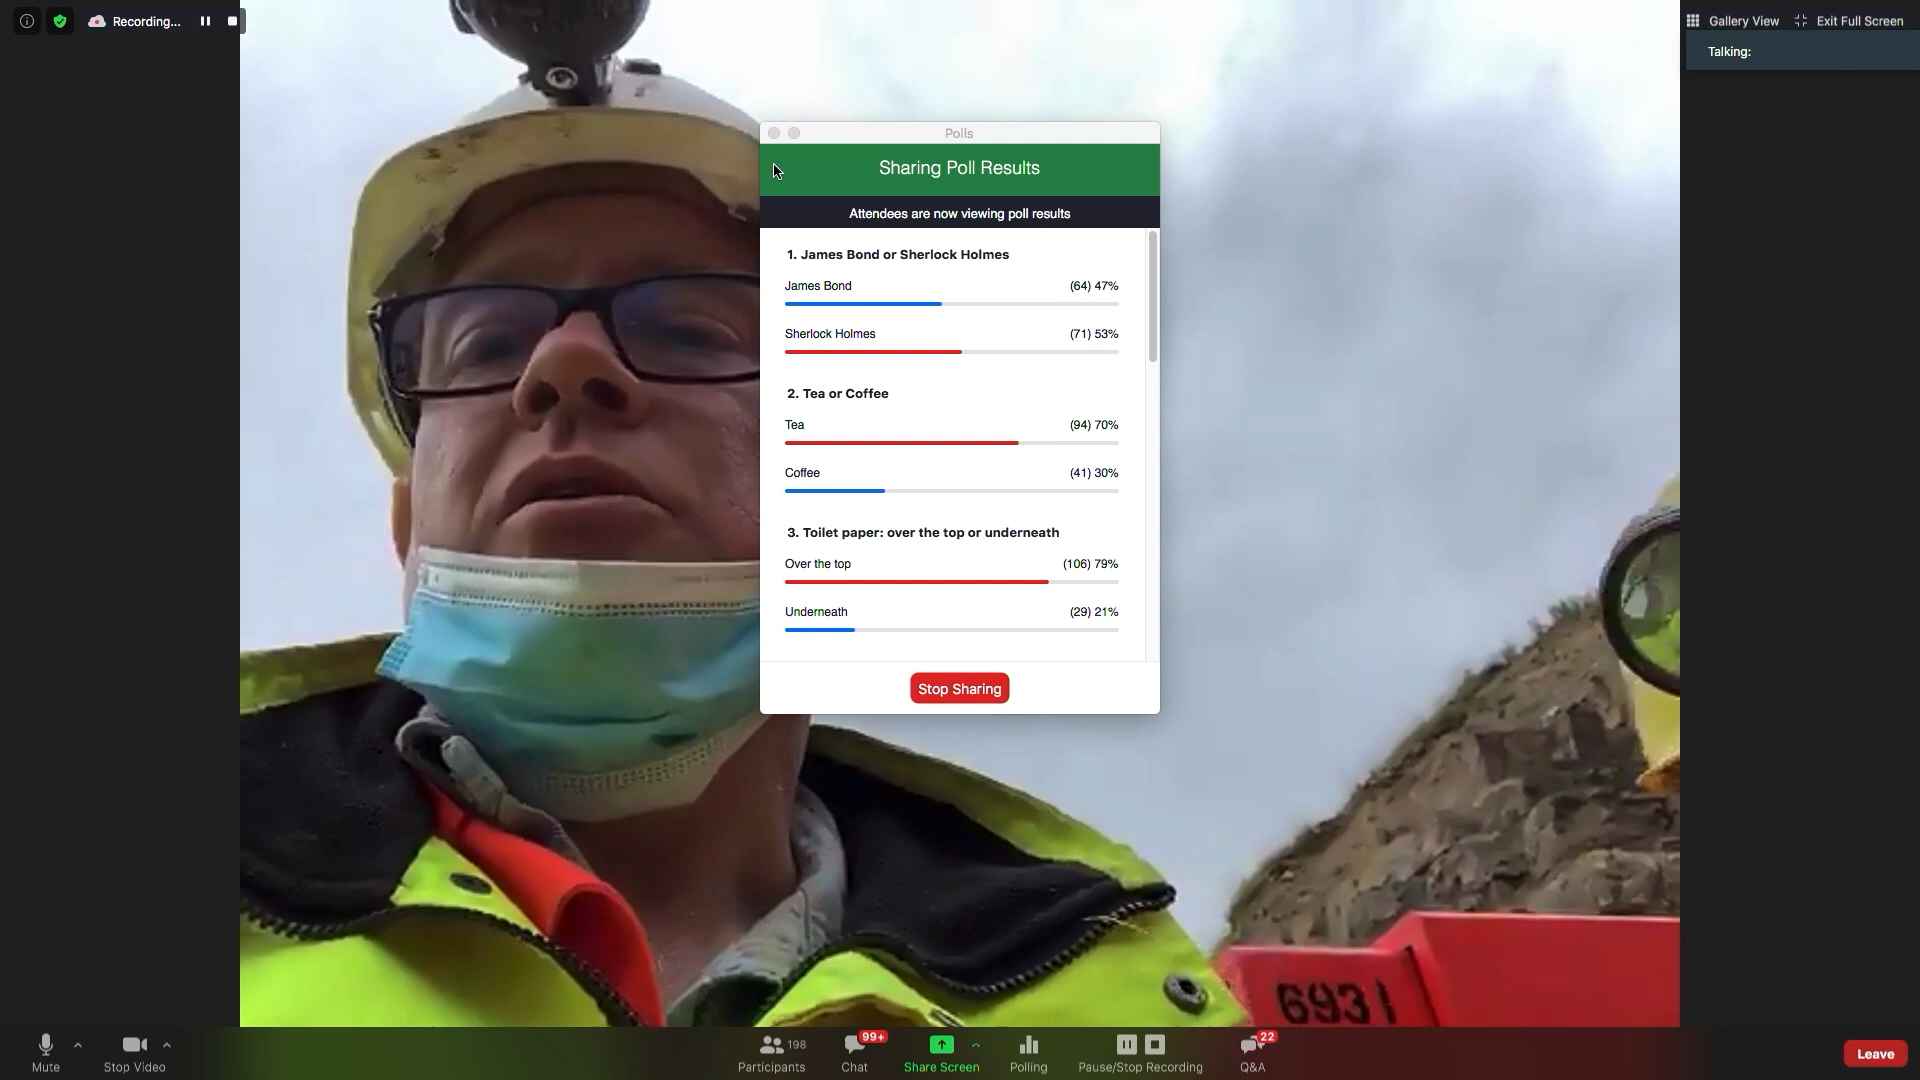 Recording...
Gallery View
Exit Full Screen
Talking:
Polls
Sharing Poll Results
Attendees are now viewing poll results
1. James Bond or Sherlock Holmes
James Bond (64) 47%
Sherlock Holmes (71) 53%
2. Tea or Coffee
Tea (94) 70%
Coffee (41) 30%
3. Toilet paper: over the top or underneath
Over the top (106) 79%
Underneath (29) 21%
Stop Sharing
6931
198
99+
22
Mute
Stop Video
Participants
Chat
Share Screen
Polling
Pause/Stop Recording
Q&A
Leave